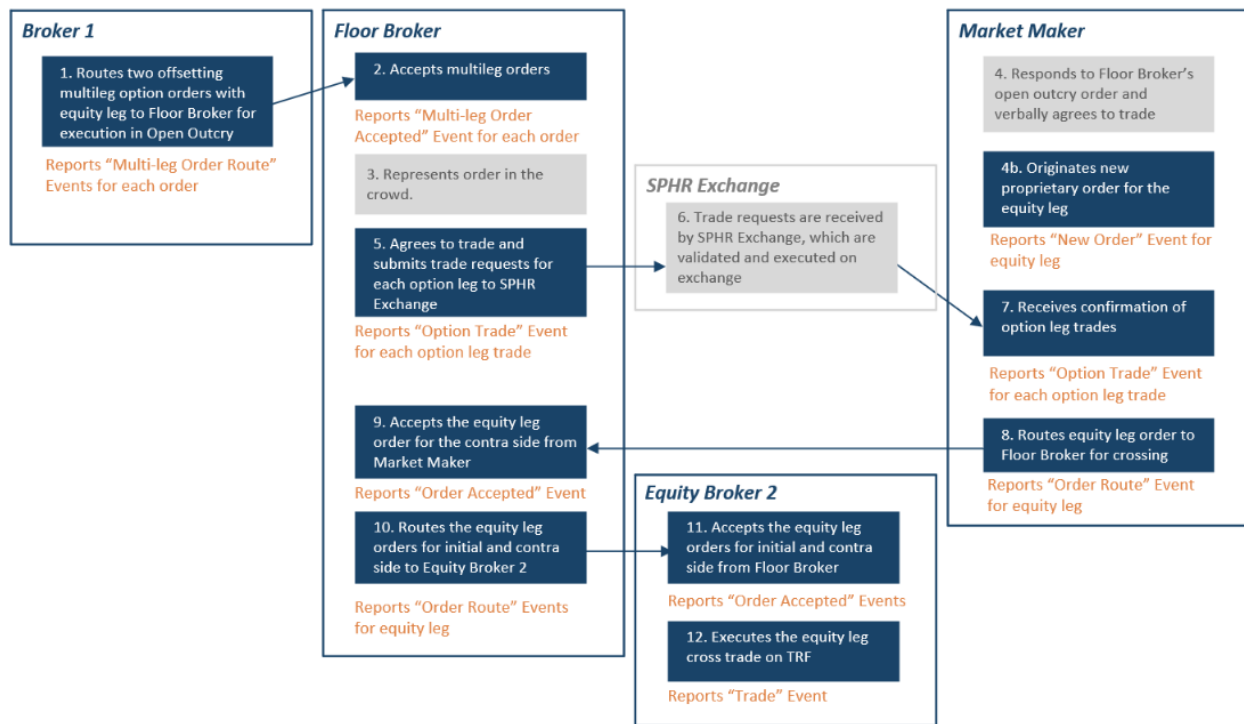 Broker 1
1. Routes two offsetting
multileg option orders with
equity leg to Floor Broker for
execution in Open Outcry
Reports “Multi-leg Order Route”
Events for each order
Floor Broker
2. Accepts multileg orders
Reports “Multi-leg Order
Accepted” Event for each order
3. Represents order in the
crowd.
5. Agrees to trade and
submits trade requests for
each option leg to SPHR
Exchange
Reports “Option Trade” Event
for each option leg trade
9. Accepts the equity leg
order for the contra side from
Market Maker
Reports “Order Accepted” Event
10. Routes the equity leg
orders for initial and contra
side to Equity Broker 2
Reports “Order Route” Events
for equity leg
SPHR Exchange
6. Trade requests are received
by SPHR Exchange, which are
validated and executed on
exchange
Equity Broker 2
11. Accepts the equity leg
orders for initial and contra
side from Floor Broker
Reports “Order Accepted” Events
12. Executes the equity leg
cross trade on TRF
Reports “Trade” Event
Market Maker
4. Responds to Floor Broker’s
open outcry order and
verbally agrees to trade
4b. Originates new
proprietary order for the
equity leg
Reports “New Order” Event for
equity leg
7. Receives confirmation of
option leg trades
Reports “Option Trade” Event
for each option leg trade
8. Routes equity leg order to
Floor Broker for crossing
Reports “Order Route” Event
for equity leg